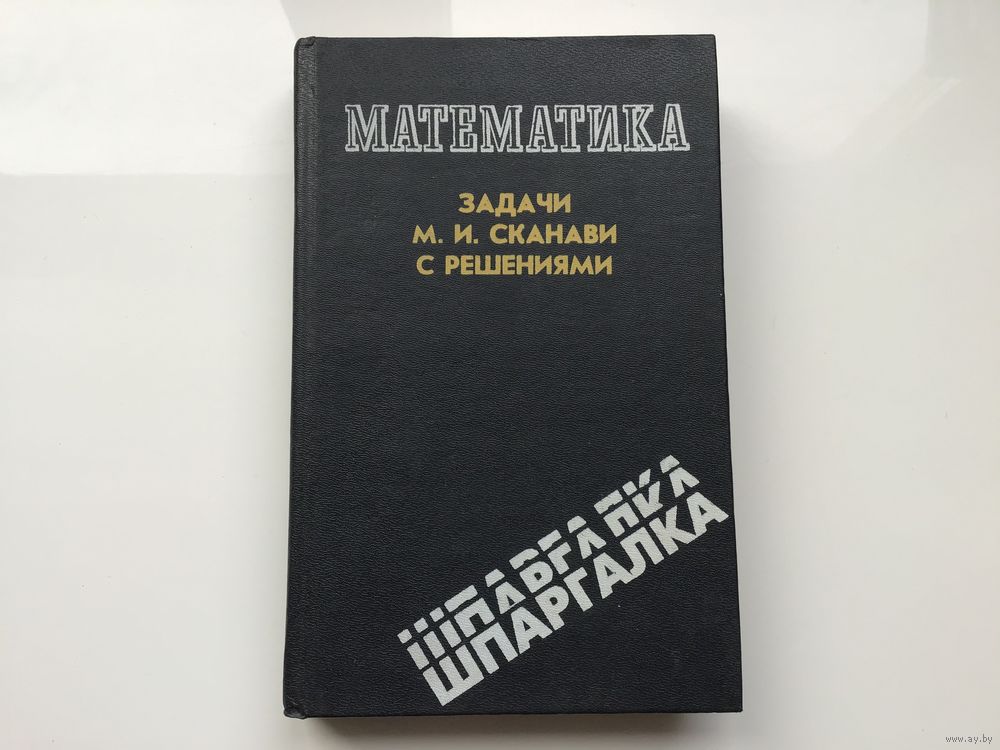 МАТЕМАТИКА
ЗАДАЧИ
М. И. СКАНАВИ
С РЕШЕНИЯМИ
ШПАРГАЛКА
ШПАРГАЛКА
www.ay.by